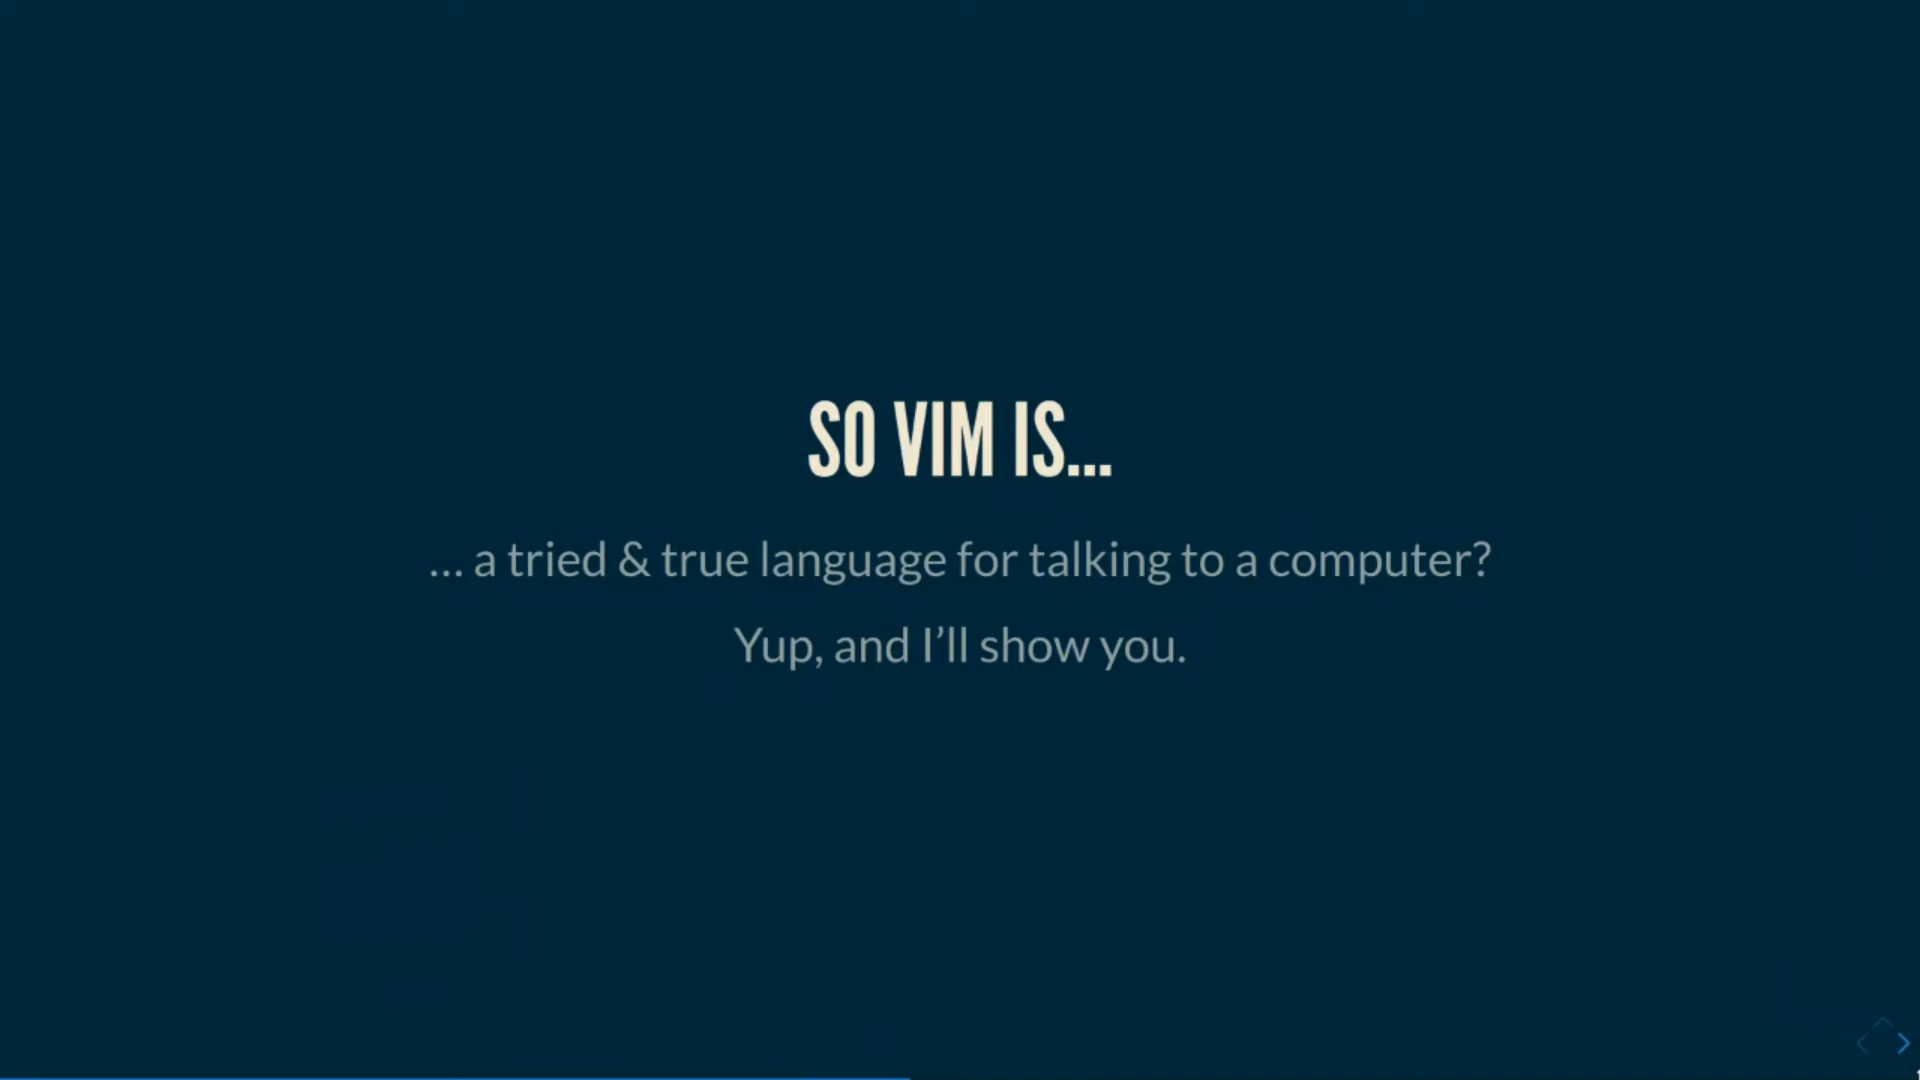 SO VIM IS...
... a tried & true language for talking to a computer?
Yup, and I’ll show you.